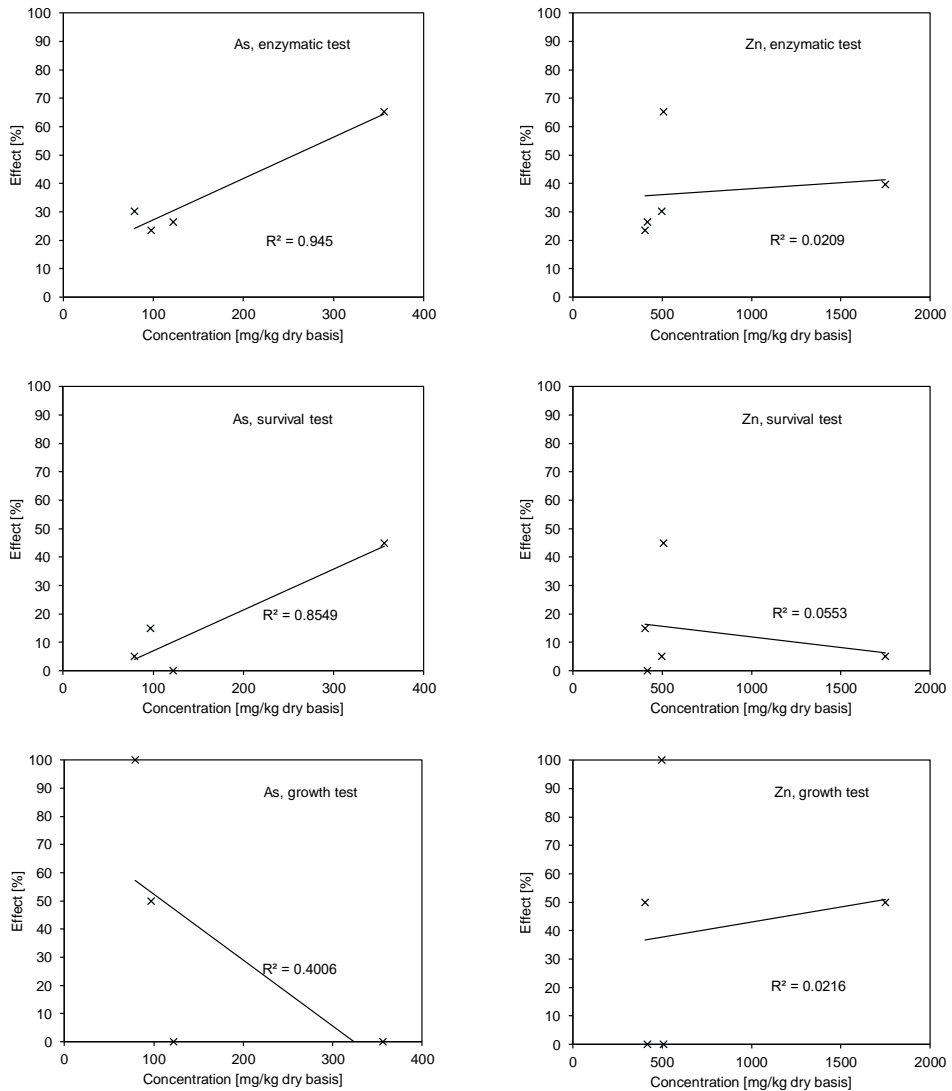 As, enzymatic test
100
90
80
70
60
50
40
30
20
10
0
Effect [%]
R² = 0.945
0 100 200 300 400
Concentration [mg/kg dry basis]
Zn, enzymatic test
100
90
80
70
60
50
40
30
20
10
0
Effect [%]
R² = 0.0209
0 500 1000 1500 2000
Concentration [mg/kg dry basis]
As, survival test
100
90
80
70
60
50
40
30
20
10
0
Effect [%]
R² = 0.8549
0 100 200 300 400
Concentration [mg/kg dry basis]
Zn, survival test
100
90
80
70
60
50
40
30
20
10
0
Effect [%]
R² = 0.0553
0 500 1000 1500 2000
Concentration [mg/kg dry basis]
As, growth test
100
90
80
70
60
50
40
30
20
10
0
Effect [%]
R² = 0.4006
0 100 200 300 400
Concentration [mg/kg dry basis]
Zn, growth test
100
90
80
70
60
50
40
30
20
10
0
Effect [%]
R² = 0.0216
0 500 1000 1500 2000
Concentration [mg/kg dry basis]